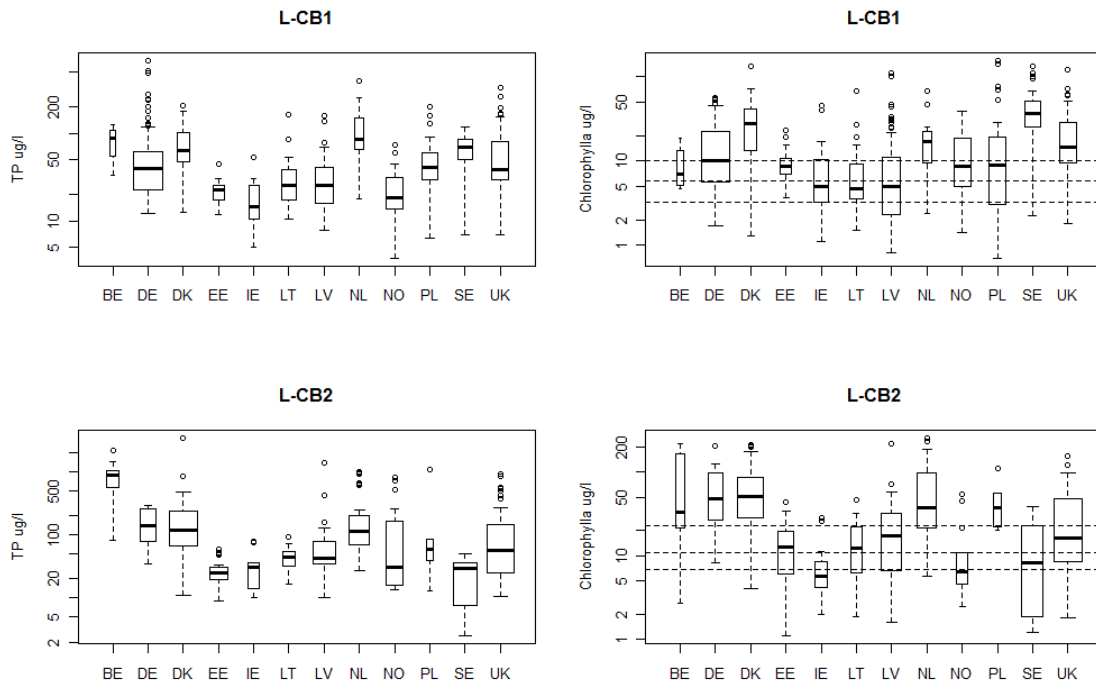 L-CB1
TP ug/l
200
50
10
5
BE DE DK EE IE LT LV NL NO PL SE UK
L-CB1
Chlorophylla ug/l
50
10
5
2
1
BE DE DK EE IE LT LV NL NO PL SE UK
L-CB2
TP ug/l
500
100
20
5
2
BE DE DK EE IE LT LV NL NO PL SE UK
L-CB2
Chlorophylla ug/l
200
50
10
5
2
1
BE DE DK EE IE LT LV NL NO PL SE UK